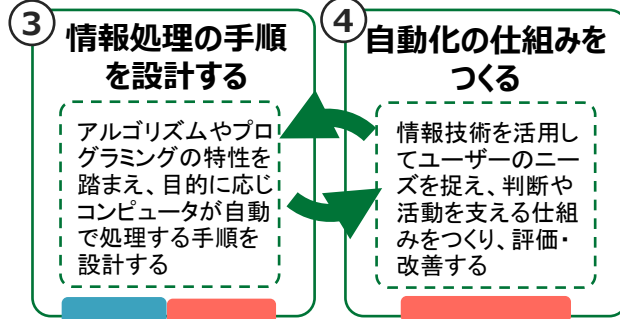 ③
情報処理の手順
を設計する
アルゴリズムやプロ
グラミングの特性を
踏まえ、目的に応じ
コンピュータが自動
で処理する手順を
設計する
④
自動化の仕組みを
つくる
情報技術を活用し
てユーザーのニー
ズを捉え、判断や
活動を支える仕組
みをつくり、評価・
改善する